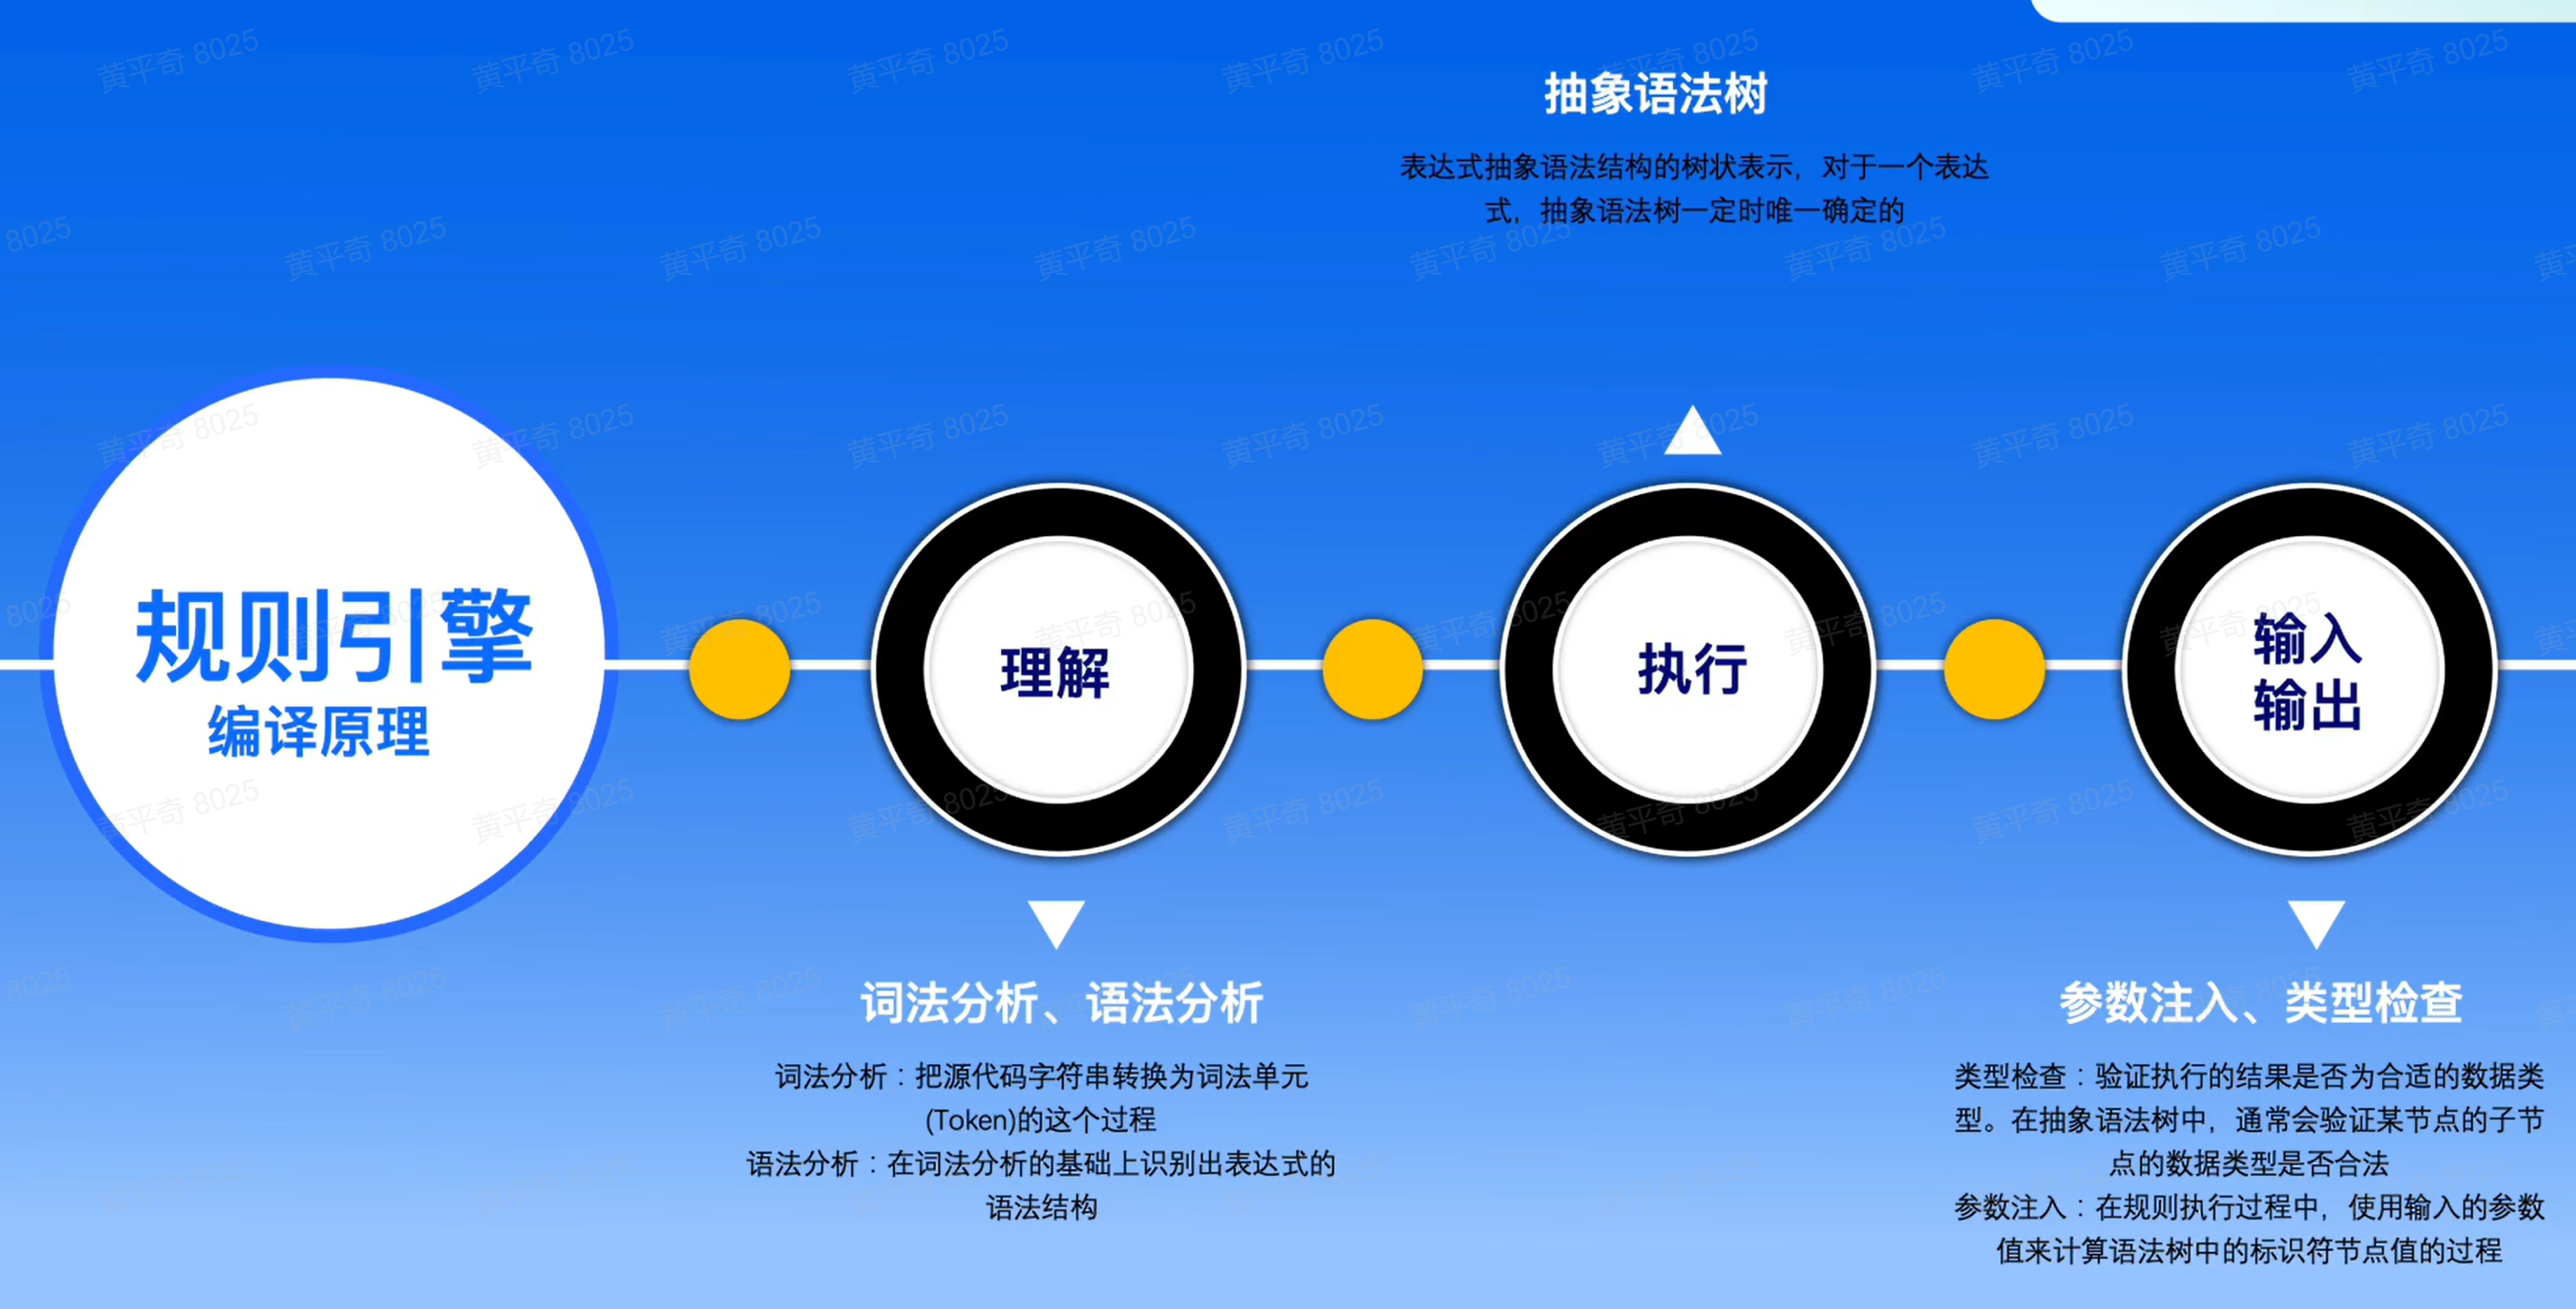 抽象语法树
表达式抽象语法结构的树状表示，对于一个表达
式，抽象语法树一定时唯一确定的
规则引擎
编译原理
理解
执行
输入
输出
词法分析、语法分析
词法分析：把源代码字符串转换为词法单元
(Token)的这个过程
语法分析：在词法分析的基础上识别出表达式的
语法结构
参数注入、类型检查
类型检查：验证执行的结果是否为合适的数据类
型。在抽象语法树中，通常会验证某节点的子节
点的数据类型是否合法
参数注入：在规则执行过程中，使用输入的参数
值来计算语法树中的标识符节点值的过程
黄平奇 8025